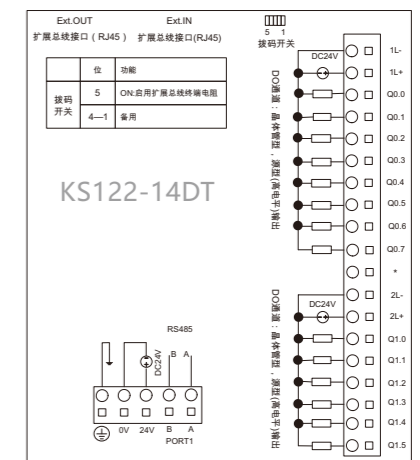 Ext.OUT
Ext.IN
扩展总线接口（RJ45）
扩展总线接口(RJ45)
5 1
拨码开关
位 功能
拨码开关
5 ON:启用扩展总线终端电阻
4—1 备用
KS122-14DT
DC24V
DO通道：晶体管型，源型(高电平)输出
1L-
1L+
Q0.0
Q0.1
Q0.2
Q0.3
Q0.4
Q0.5
Q0.6
Q0.7
*
DC24V
DO通道：晶体管型，源型(高电平)输出
2L-
2L+
Q1.0
Q1.1
Q1.2
Q1.3
Q1.4
Q1.5
RS485
DC24V
B A
0V 24V B A
PORT1